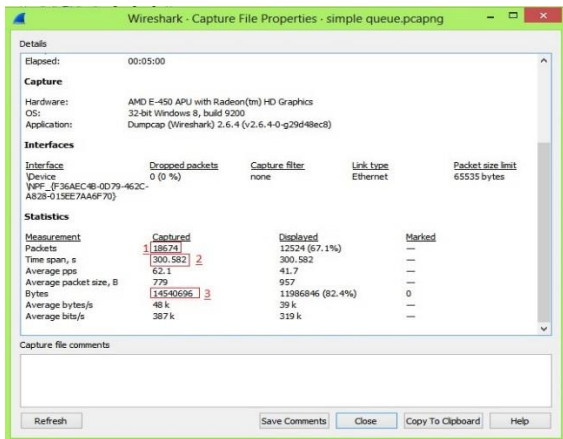 Wireshark - Capture File Properties - simple queue.pcapng
Details
Elapsed: 00:05:00
Capture
Hardware: AMD E-450 APU with Radeon(tm) HD Graphics
OS: 32-bit Windows 8, build 9200
Application: Dumpcap (Wireshark) 2.6.4 (v2.6.4-0-g29d48ec8)
Interfaces
Interface Dropped packets Capture filter Link type Packet size limit
\Device 0 (0 %) none Ethernet 65535 bytes
\NPF_{F36AEC4B-0D79-462C-
A828-015EE7AA6F70}
Statistics
Measurement Captured Displayed Marked
Packets 1 18674 12524 (67.1%) —
Time span, s 300.582 2 300.582 —
Average pps 62.1 41.7 —
Average packet size, B 779 957 —
Bytes 14540696 3 11986846 (82.4%) 0
Average bytes/s 48 k 39 k —
Average bits/s 387 k 319 k —
Capture file comments
Refresh Save Comments Close Copy To Clipboard Help